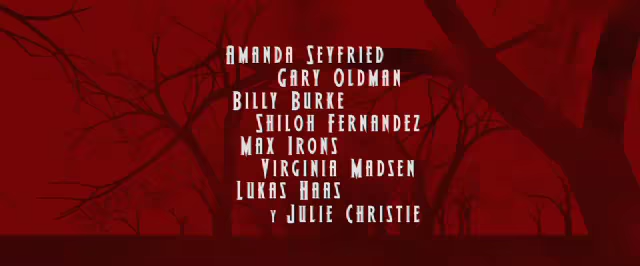 Amanda Seyfried
Gary Oldman
Billy Burke
Shiloh Fernandez
Max Irons
Virginia Madsen
Lukas Haas
y Julie Christie